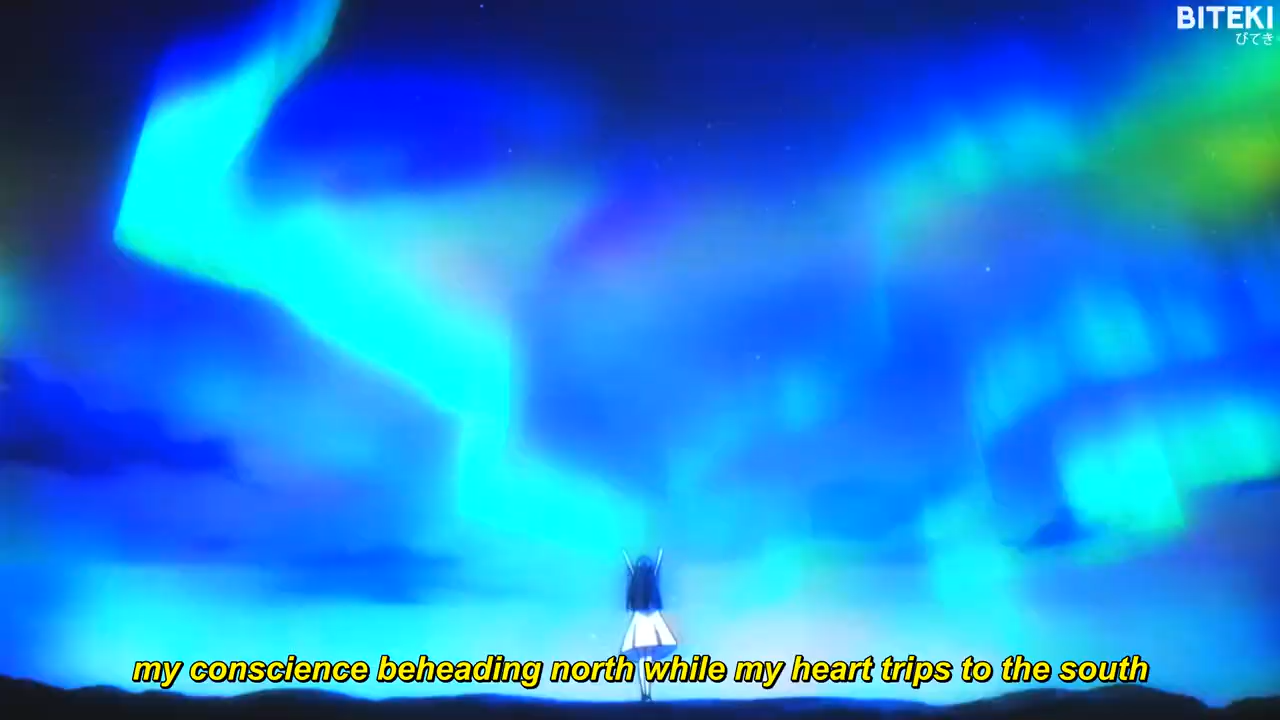 BITEKI
びてき
my conscience beheading north while my heart trips to the south